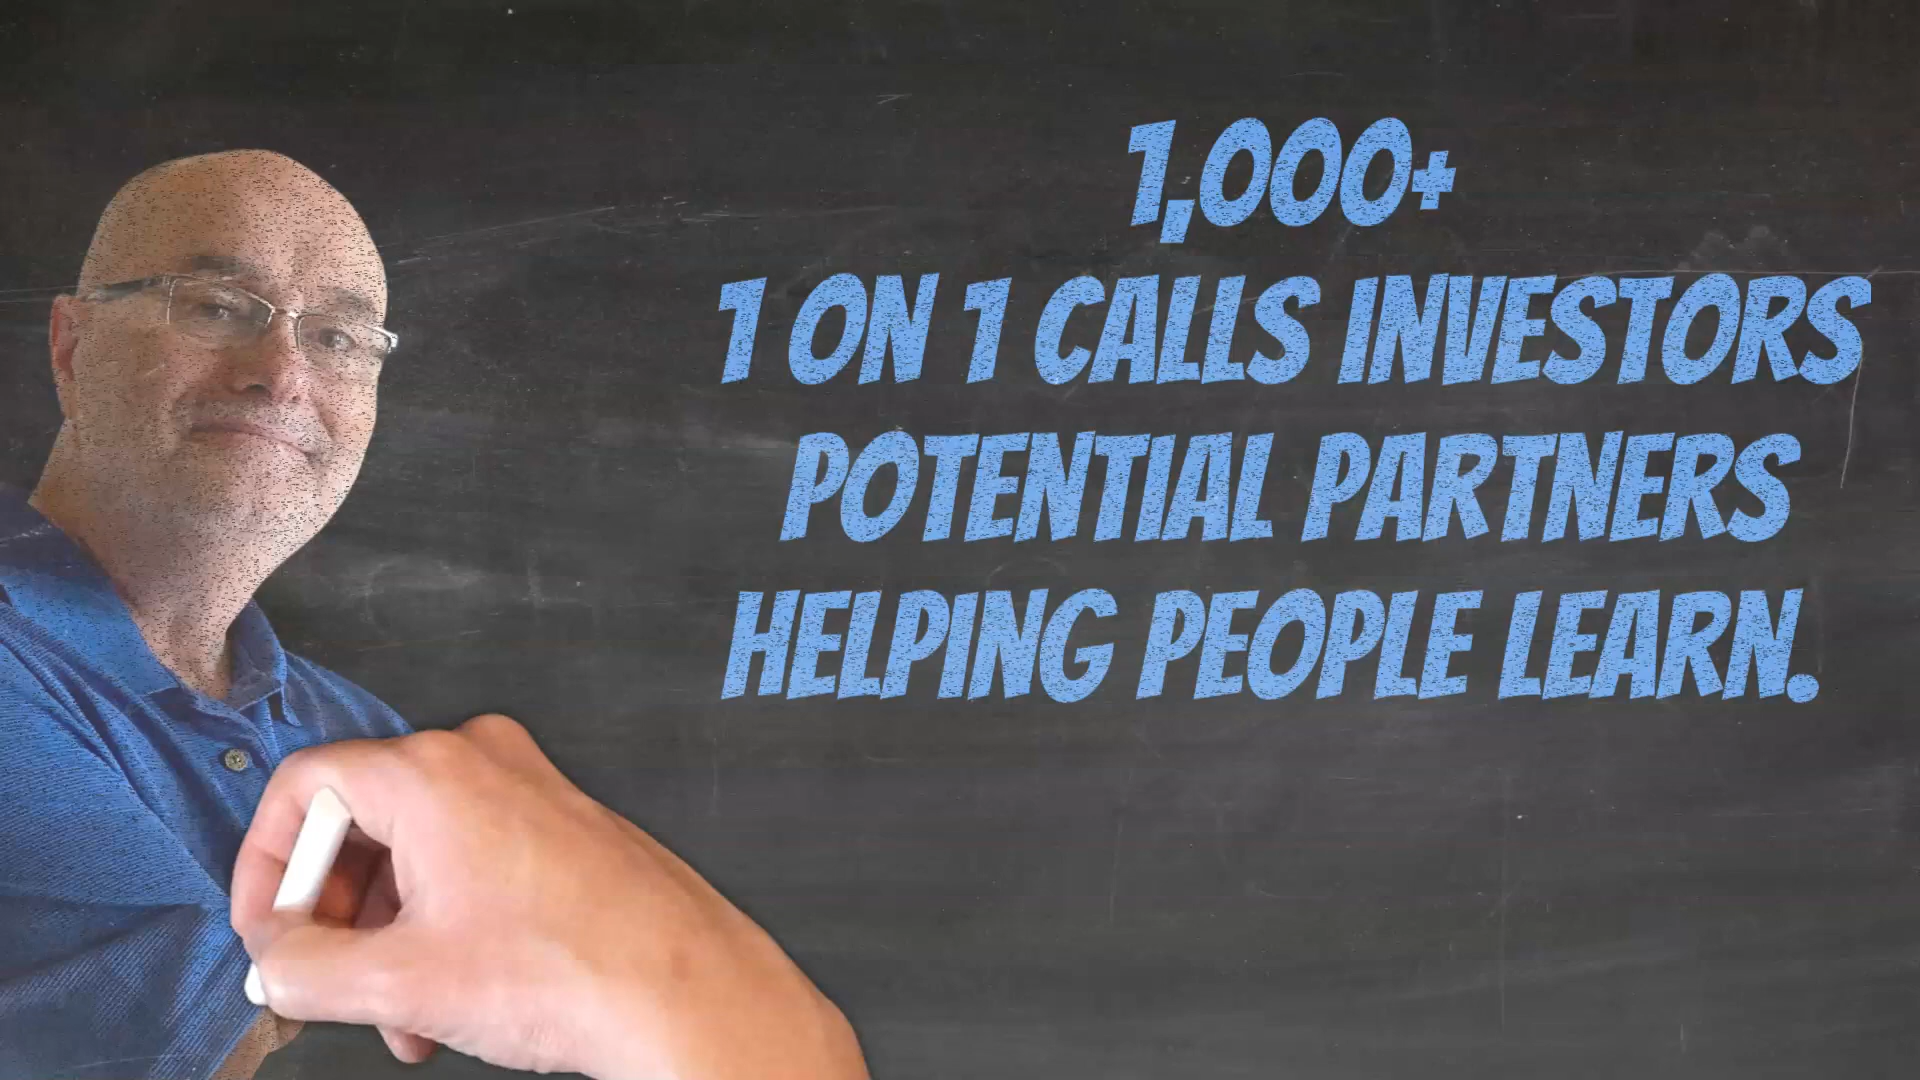 1,000+
1 ON 1 CALLS INVESTORS
POTENTIAL PARTNERS
HELPING PEOPLE LEARN.